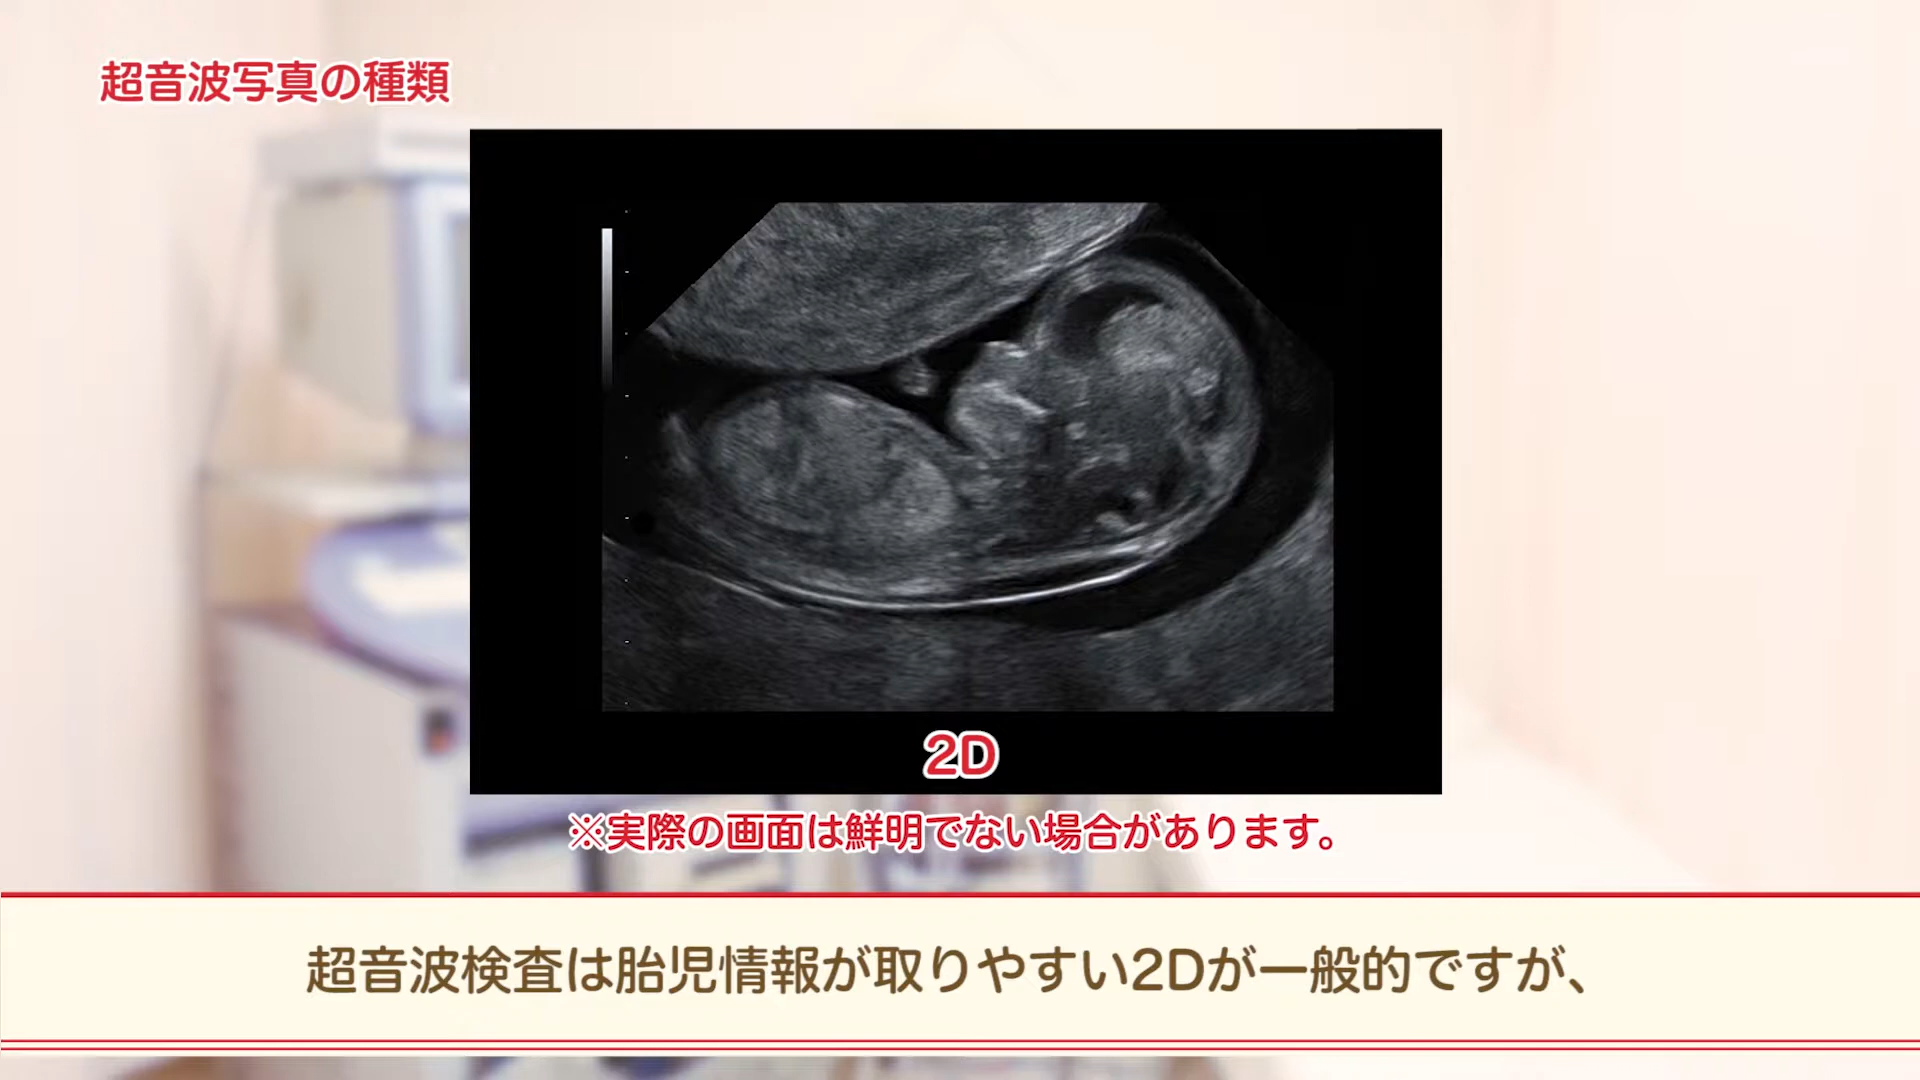 超音波写真の種類
2D
※実際の画面は鮮明でない場合があります。
超音波検査は胎児情報が取りやすい2Dが一般的ですが、